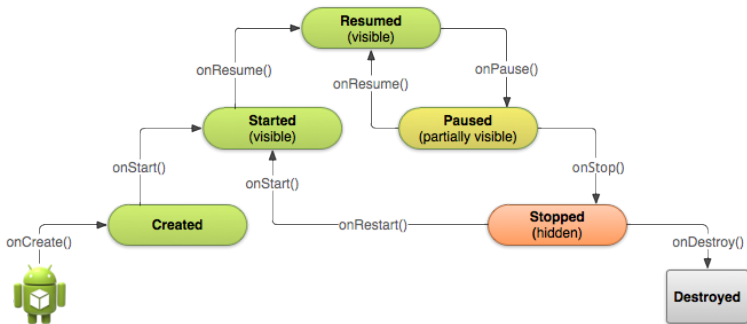 Resumed
(visible)
onResume()
onResume()
onPause()
Started
(visible)
Paused
(partially visible)
onStart()
onStart()
onStop()
Created
onRestart()
Stopped
(hidden)
onCreate()
onDestroy()
Destroyed